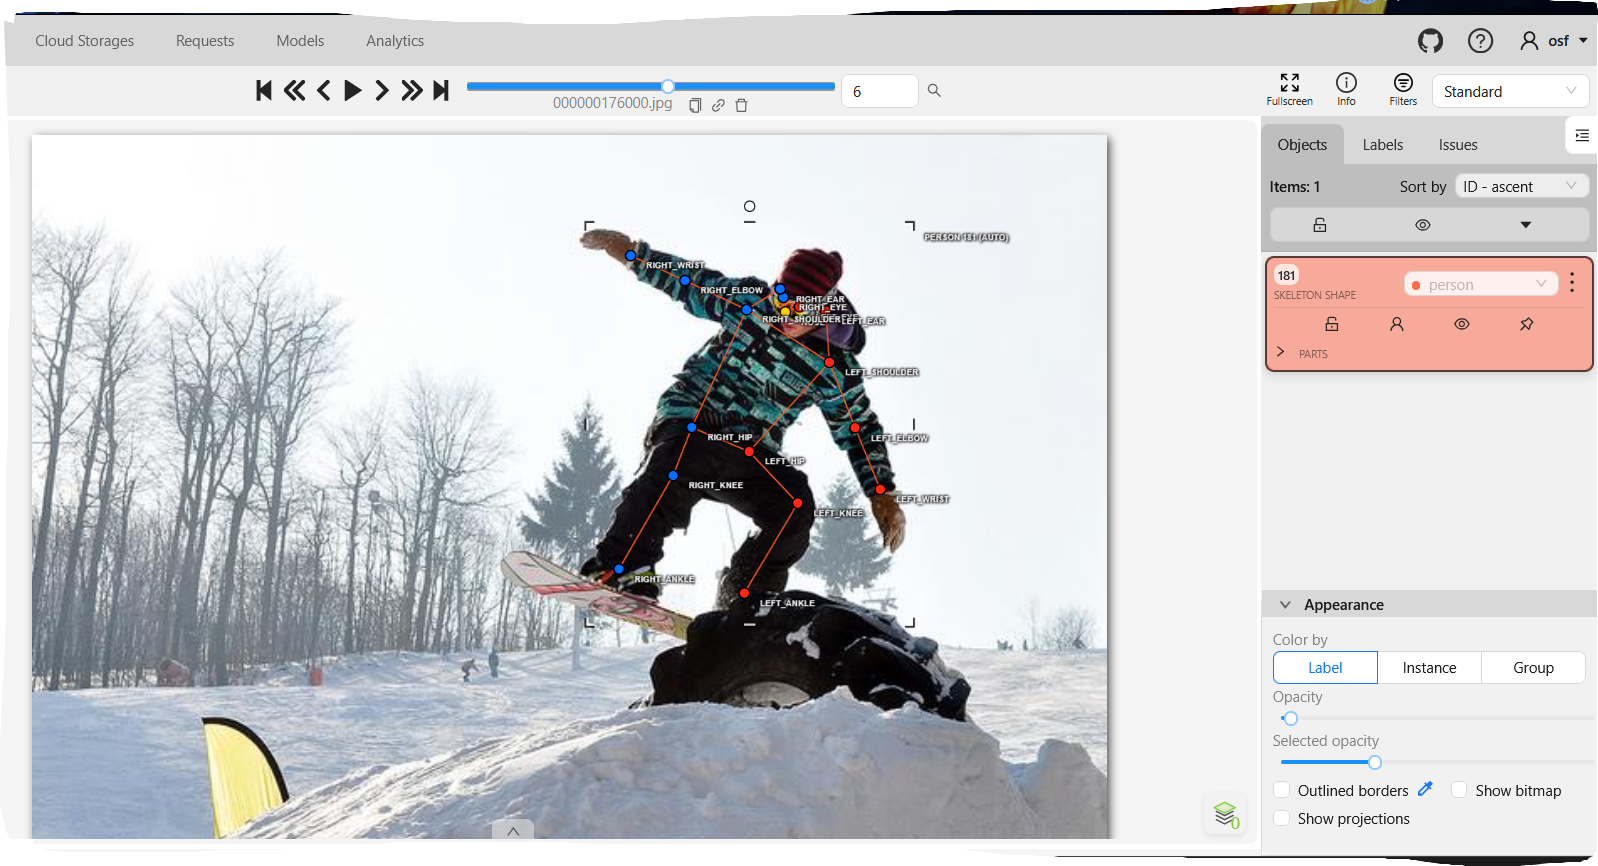 Cloud Storages Requests Models Analytics
osf
000000176000.jpg
6
Fullscreen Info Filters
Standard
Objects Labels Issues
Items: 1 Sort by ID - ascent
181
SKELETON SHAPE
person
PARTS
PERSON 181 (AUTO)
RIGHT_WRIST
RIGHT_ELBOW
RIGHT_EAR
RIGHT_EYE
RIGHT_SHOULDER
LEFT_EAR
LEFT_SHOULDER
RIGHT_HIP
LEFT_ELBOW
LEFT_HIP
RIGHT_KNEE
LEFT_WRIST
LEFT_KNEE
RIGHT_ANKLE
LEFT_ANKLE
Appearance
Color by
Label Instance Group
Opacity
Selected opacity
Outlined borders Show bitmap
Show projections
0